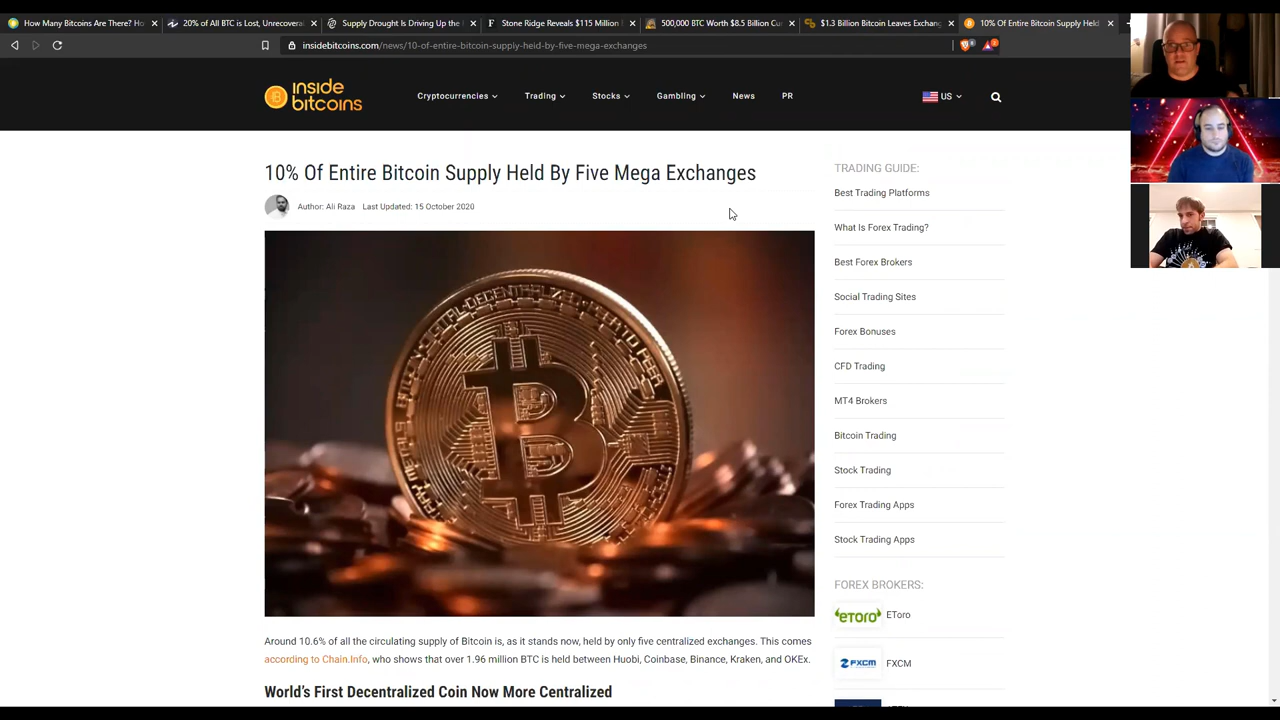 How Many Bitcoins Are There? Ho
20% of All BTC is Lost, Unrecoverab
Supply Drought Is Driving Up the
Stone Ridge Reveals $115 Million
500,000 BTC Worth $8.5 Billion Cu
$1.3 Billion Bitcoin Leaves Exchang
10% Of Entire Bitcoin Supply Held
insidebitcoins.com/news/10-of-entire-bitcoin-supply-held-by-five-mega-exchanges
inside
bitcoins
Cryptocurrencies
Trading
Stocks
Gambling
News
PR
US
10% Of Entire Bitcoin Supply Held By Five Mega Exchanges
Author: Ali Raza Last Updated: 15 October 2020
Around 10.6% of all the circulating supply of Bitcoin is, as it stands now, held by only five centralized exchanges. This comes
according to Chain.Info, who shows that over 1.96 million BTC is held between Huobi, Coinbase, Binance, Kraken, and OKEx.
World's First Decentralized Coin Now More Centralized
TRADING GUIDE:
Best Trading Platforms
What Is Forex Trading?
Best Forex Brokers
Social Trading Sites
Forex Bonuses
CFD Trading
MT4 Brokers
Bitcoin Trading
Stock Trading
Forex Trading Apps
Stock Trading Apps
FOREX BROKERS:
eToro EToro
FXCM FXCM